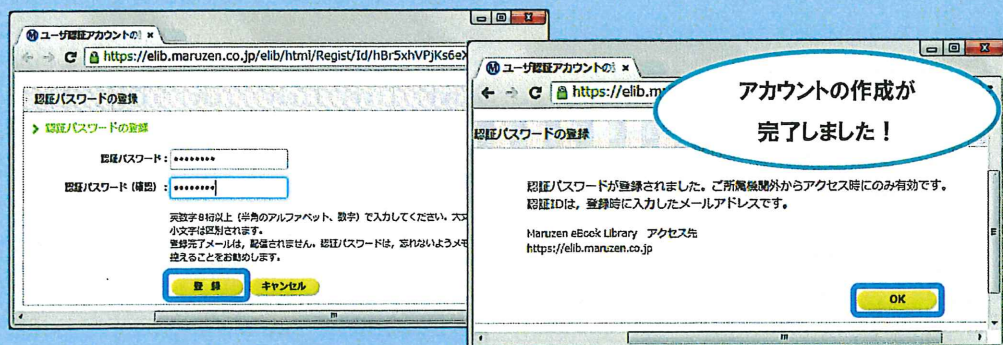 ユーザ認証アカウントの
https://elib.maruzen.co.jp/elib/html/Regist/Id/hBr5xhVPjKs6eX
認証パスワードの登録
認証パスワードの登録
認証パスワード：
認証パスワード（確認）：
英数字8桁以上（半角のアルファベット、数字）で入力してください。大文
小文字は区別されます。
登録完了メールは，配信されません。認証パスワードは，忘れないようメモ
控えることをお勧めします。
登 録
キャンセル
ユーザ認証アカウントの
https://elib.m
アカウントの作成が
完了しました！
認証パスワードの登録
認証パスワードが登録されました。ご所属機関外からアクセス時にのみ有効です。
認証IDは，登録時に入力したメールアドレスです。
Maruzen eBook Library　アクセス先
https://elib.maruzen.co.jp
OK